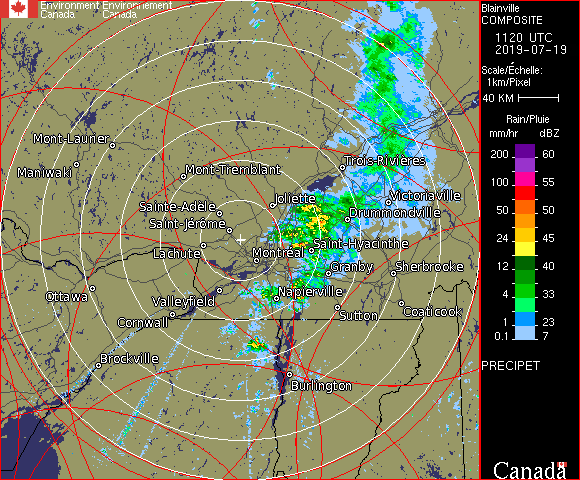 Environment Environnement
Canada Canada
Blainville
COMPOSITE
1120 UTC
2019-07-19
Scale/Échelle:
1km/Pixel
40 KM
Rain/Pluie
mm/hr dBZ
200 60
100 55
50 50
24 45
12 40
4 33
1 23
0.1 7
PRECIPET
Canada
Mont-Laurier
Maniwaki
Mont-Tremblant
Trois-Rivières
Joliette
Victoriaville
Sainte-Adele
Drummondville
Saint-Jérome
Saint-Hyacinthe
Lachute
Montréal
Granby
Sherbrooke
Ottawa
Napierville
Valleyfield
Coaticook
Sutton
Cornwall
Brockville
Burlington